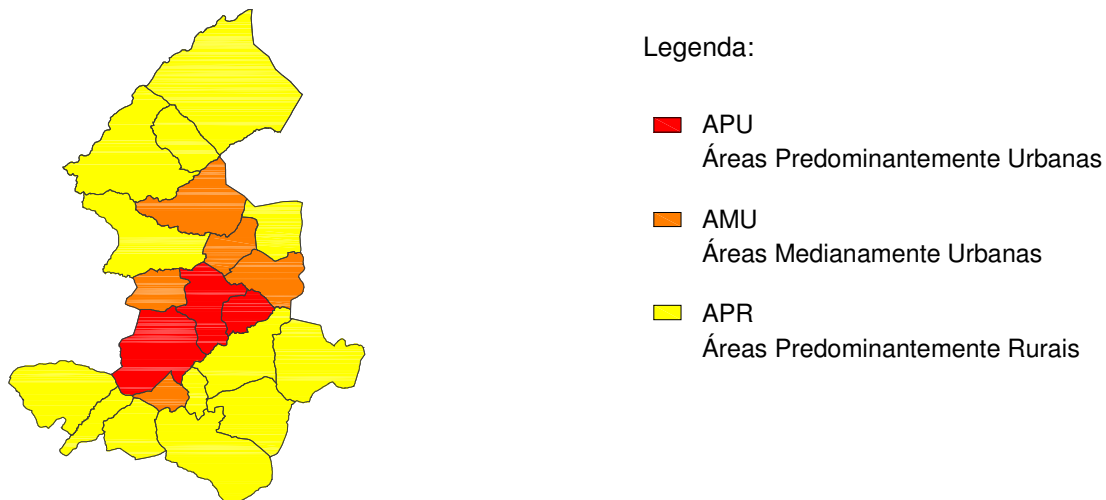 Legenda:
APU
Áreas Predominantemente Urbanas
AMU
Áreas Medianamente Urbanas
APR
Áreas Predominantemente Rurais